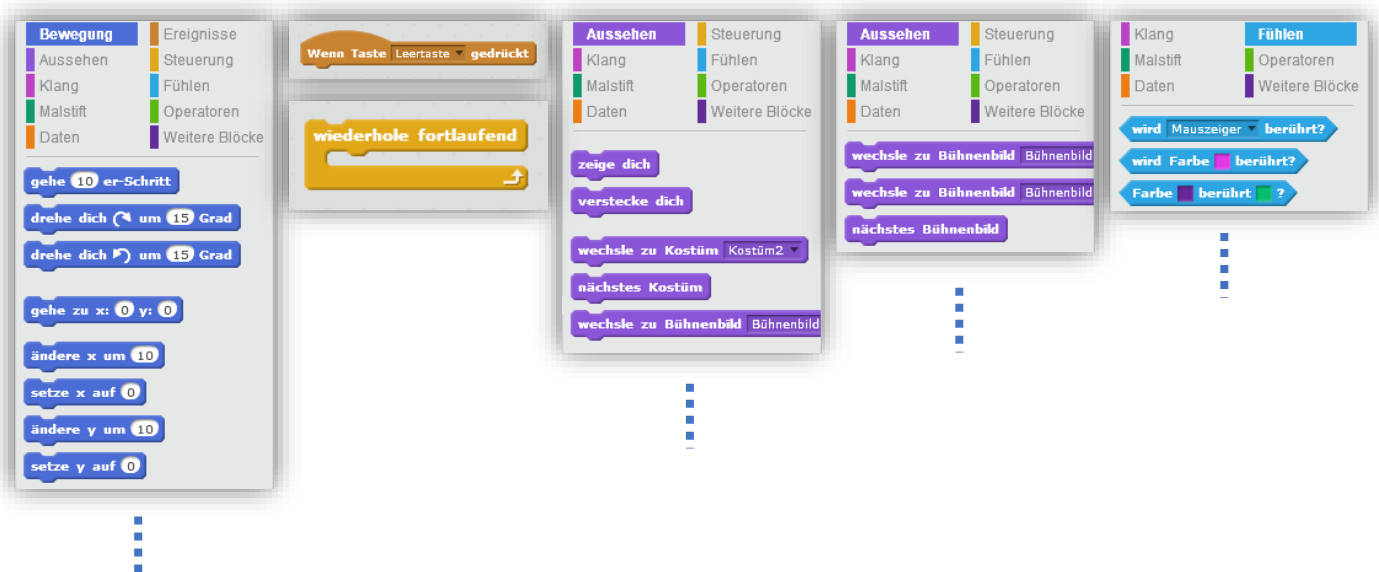 Bewegung Ereignisse
Aussehen Steuerung
Klang Fühlen
Malstift Operatoren
Daten Weitere Blöcke
gehe 10 er-Schritt
drehe dich um 15 Grad
drehe dich um 15 Grad
gehe zu x: 0 y: 0
ändere x um 10
setze x auf 0
ändere y um 10
setze y auf 0
Wenn Taste Leertaste gedrückt
wiederhole fortlaufend
Aussehen Steuerung
Klang Fühlen
Malstift Operatoren
Daten Weitere Blöcke
zeige dich
verstecke dich
wechsle zu Kostüm Kostüm2
nächstes Kostüm
wechsle zu Bühnenbild Bühnenbild
Aussehen Steuerung
Klang Fühlen
Malstift Operatoren
Daten Weitere Blöcke
wechsle zu Bühnenbild Bühnenbild
wechsle zu Bühnenbild Bühnenbild
nächstes Bühnenbild
Klang Fühlen
Malstift Operatoren
Daten Weitere Blöcke
wird Mauszeiger berührt?
wird Farbe berührt?
Farbe berührt ?